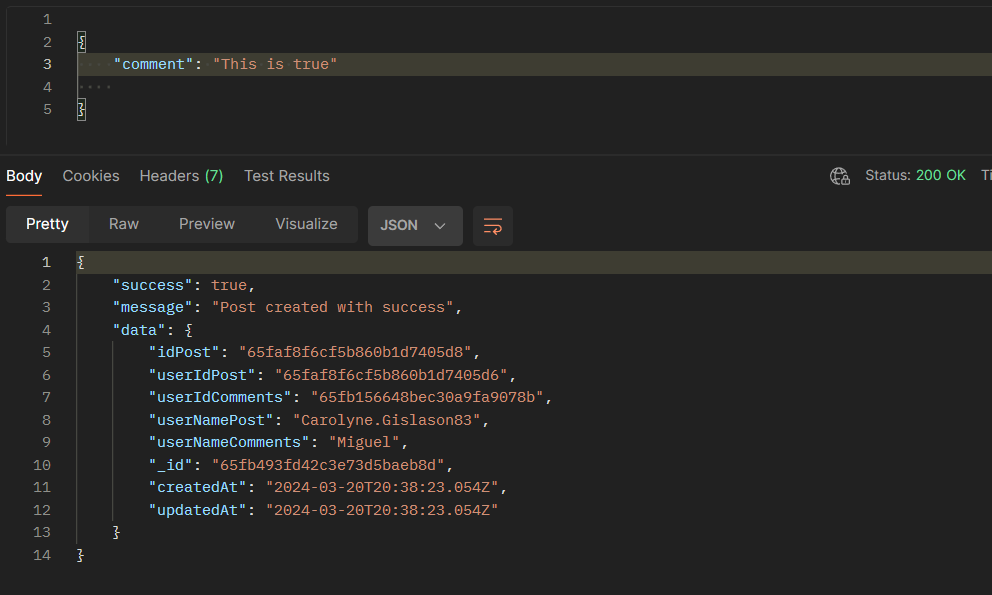 1
2 {
3 "comment": "This is true"
4
5 }
Body Cookies Headers (7) Test Results Status: 200 OK Ti
Pretty Raw Preview Visualize JSON
1 {
2 "success": true,
3 "message": "Post created with success",
4 "data": {
5 "idPost": "65faf8f6cf5b860b1d7405d8",
6 "userIdPost": "65faf8f6cf5b860b1d7405d6",
7 "userIdComments": "65fb156648bec30a9fa9078b",
8 "userNamePost": "Carolyne.Gislason83",
9 "userNameComments": "Miguel",
10 "_id": "65fb493fd42c3e73d5baeb8d",
11 "createdAt": "2024-03-20T20:38:23.054Z",
12 "updatedAt": "2024-03-20T20:38:23.054Z"
13 }
14 }